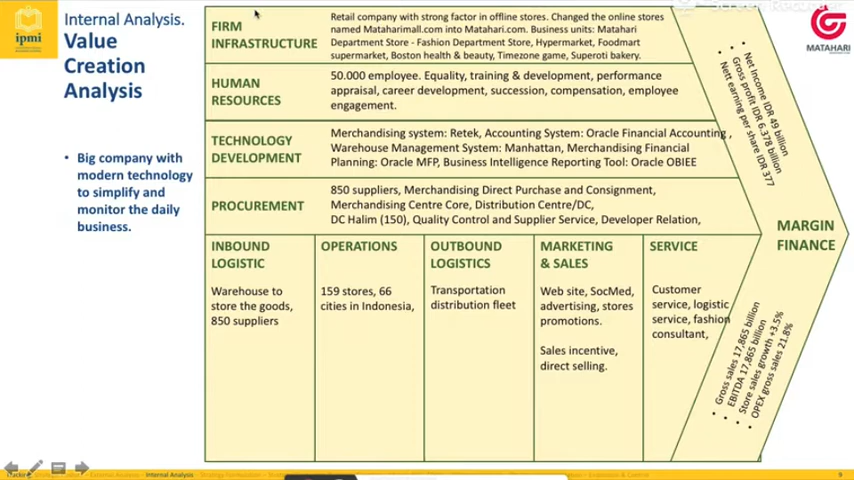 Internal Analysis.
Value
Creation
Analysis
ipmi
• Big company with
modern technology
to simplify and
monitor the daily
business.
FIRM
INFRASTRUCTURE
Retail company with strong factor in offline stores. Changed the online stores
named Mataharimall.com into Matahari.com. Business units: Matahari
Department Store - Fashion Department Store, Hypermarket, Foodmart
supermarket, Boston health & beauty, Timezone game, Superoti bakery.
HUMAN
RESOURCES
50.000 employee. Equality, training & development, performance
appraisal, career development, succession, compensation, employee
engagement.
TECHNOLOGY
DEVELOPMENT
Merchandising system: Retek, Accounting System: Oracle Financial Accounting ,
Warehouse Management System: Manhattan, Merchandising Financial
Planning: Oracle MFP, Business Intelligence Reporting Tool: Oracle OBIEE
PROCUREMENT
850 suppliers, Merchandising Direct Purchase and Consignment,
Merchandising Centre Core, Distribution Centre/DC,
DC Halim (150), Quality Control and Supplier Service, Developer Relation,
INBOUND
LOGISTIC
Warehouse to
store the goods,
850 suppliers
OPERATIONS
159 stores, 66
cities in Indonesia,
OUTBOUND
LOGISTICS
Transportation
distribution fleet
MARKETING
& SALES
Web site, SocMed,
advertising, stores
promotions.
Sales incentive,
direct selling.
SERVICE
Customer
service, logistic
service, fashion
consultant,
• Net Income IDR 49 billion
• Gross profit IDR 6.378 billion
• Nett earning per share IDR 377
MARGIN
FINANCE
• Gross sales 17,865 billion
• EBITDA 17,865 billion
• Store sales growth +3.5%
• OPEX gross sales 21.8%
MATAHARI
Internal Analysis
9